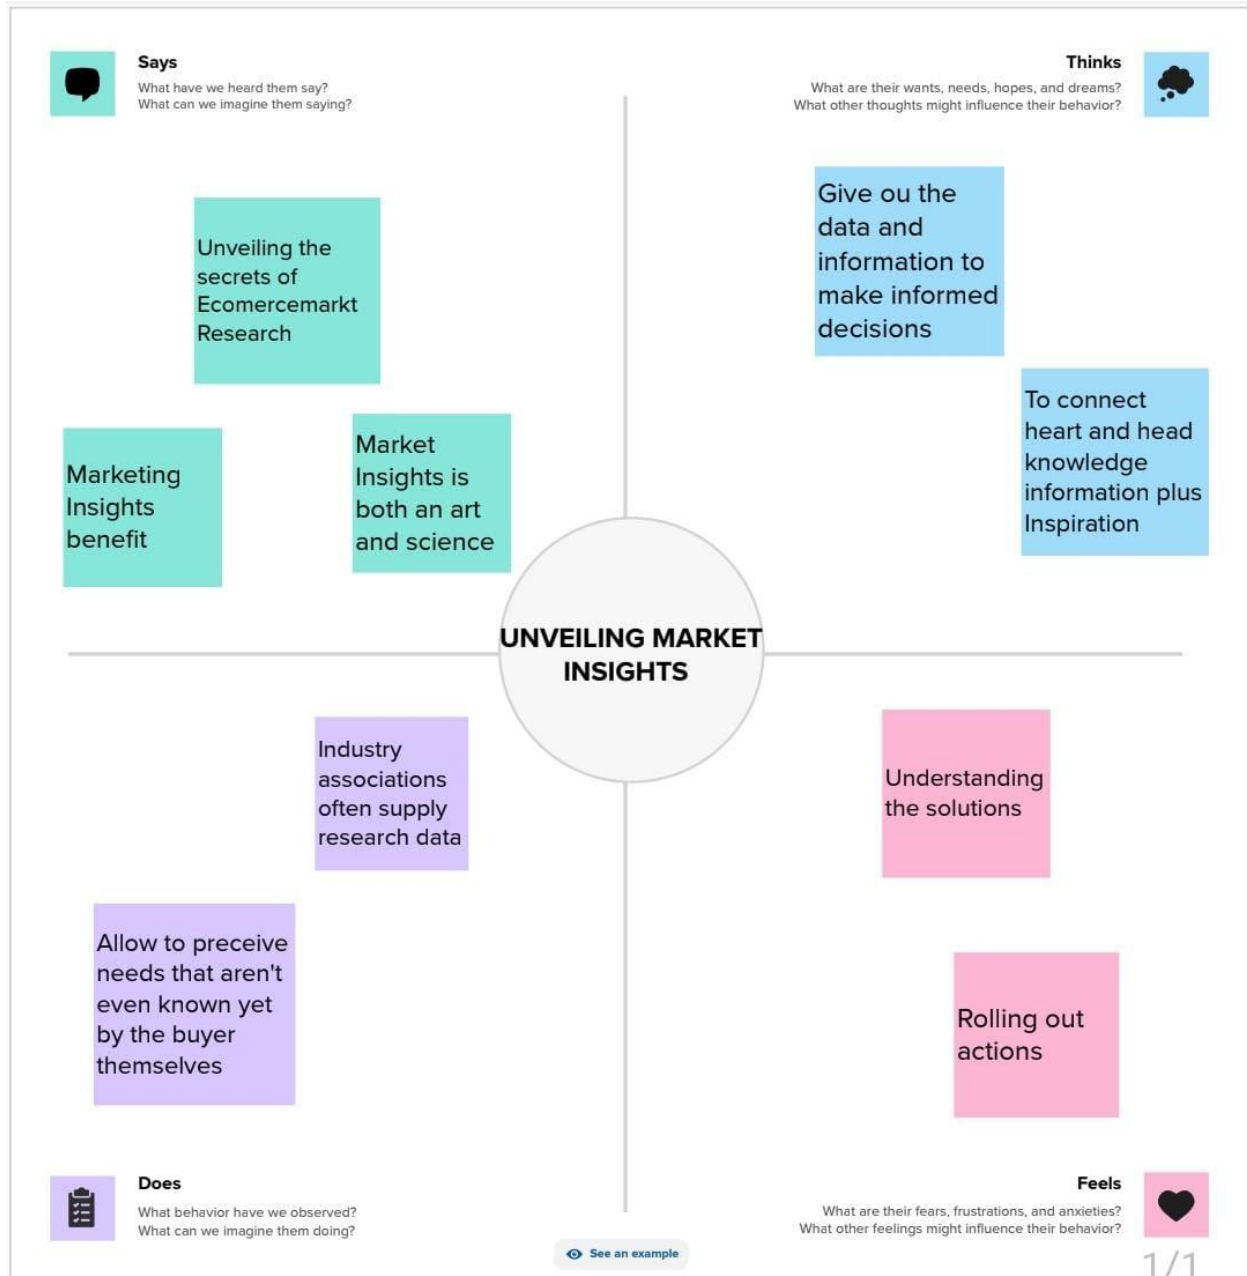 Says
What have we heard them say?
What can we imagine them saying?
Thinks
What are their wants, needs, hopes, and dreams?
What other thoughts might influence their behavior?
Unveiling the
secrets of
Ecomercemarkt
Research
Marketing
Insights
benefit
Market
Insights is
both an art
and science
Give ou the
data and
information to
make informed
decisions
To connect
heart and head
knowledge
information plus
Inspiration
UNVEILING MARKET
INSIGHTS
Industry
associations
often supply
research data
Allow to preceive
needs that aren't
even known yet
by the buyer
themselves
Understanding
the solutions
Rolling out
actions
Does
What behavior have we observed?
What can we imagine them doing?
See an example
Feels
What are their fears, frustrations, and anxieties?
What other feelings might influence their behavior?
1/1